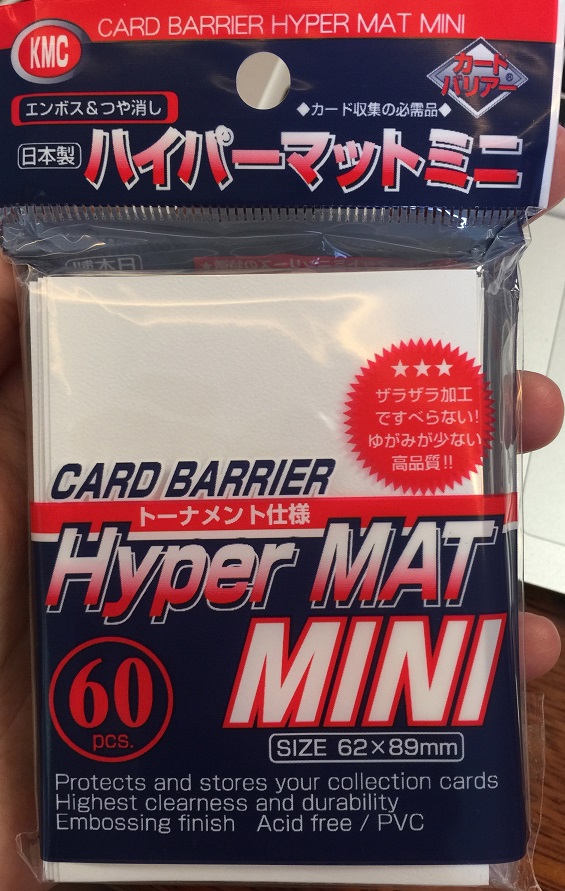 CARD BARRIER HYPER MAT MINI
KMC
カード
バリアー®
エンボス&つや消し
◆カード収集の必需品◆
日本製
ハイパーマットミニ
日本製
★★★
ザラザラ加工
ですべらない!
ゆがみが少ない
高品質!!
CARD BARRIER
トーナメント仕様
Hyper MAT
MINI
60
pcs.
SIZE 62×89mm
Protects and stores your collection cards
Highest clearness and durability
Embossing finish Acid free / PVC